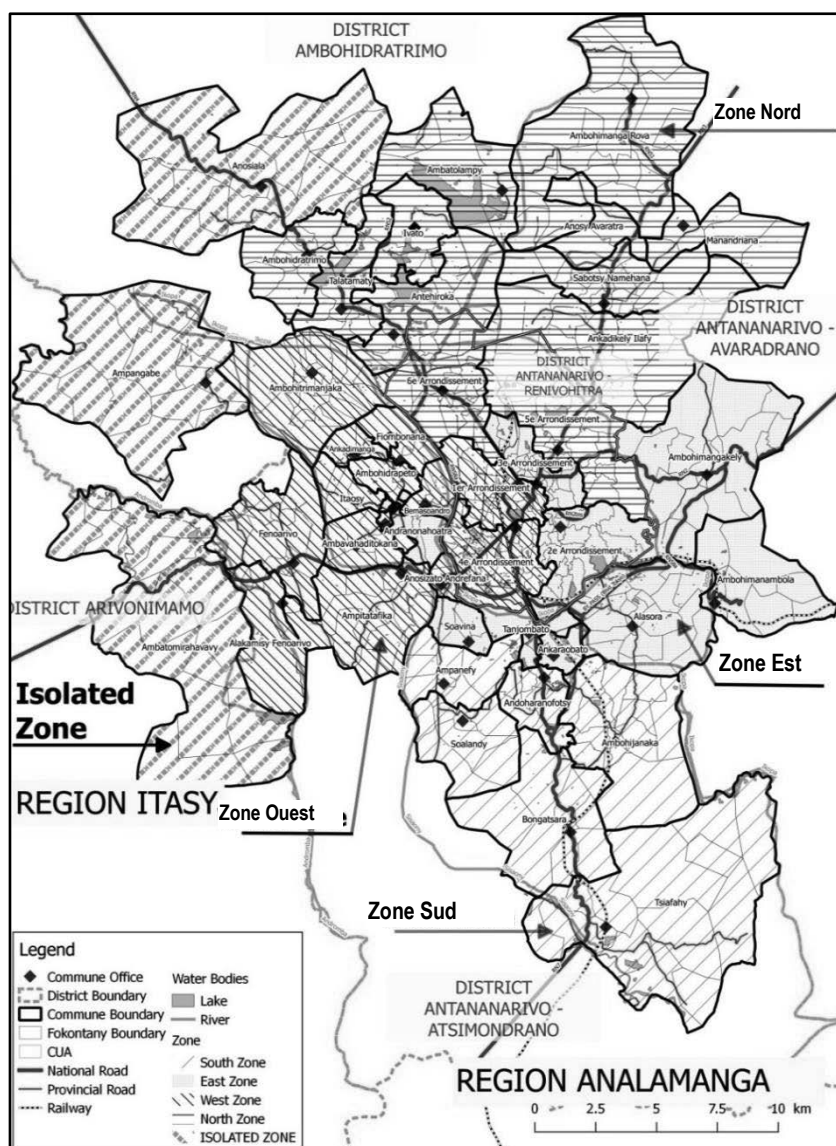 DISTRICT
AMBOHIDRATRIMO
Zone Nord
Ambohimanga Rova
Anosiala
Ambatolampy
Ivato
Anosy Avaratra
Manandriana
Ambohidratrimo
Talatamaty
Sabotsy Namehana
Antehiroka
DISTRICT
ANTANANARIVO -
AVARADRANO
Ankadikely Ilafy
Ampangabe
DISTRICT
ANTANANARIVO -
RENIVOHITRA
Ambohitrimanjaka
6e Arrondissement
5e Arrondissement
Fiombonana
Ankadimanga
Ambohidrapeto
3e Arrondissement
Ambohimangakely
1er Arrondissement
Itaosy
Bemasoandro
Fenoarivo
Andranonahoatra
Ambavahaditokana
2e Arrondissement
4e Arrondissement
Anosizato Andrefana
Ambohimanambola
DISTRICT ARIVONIMAMO
Ambatomirahavavy
Ampitatafika
Alasora
Soavina
Tanjombato
Alakamisy Fenoarivo
Ankaraobato
Zone Est
Isolated
Zone
Ampanefy
Andoharanofotsy
Soalandy
Ambohijanaka
REGION ITASY
Zone Ouest
Bongatsara
Tsiafahy
Zone Sud
DISTRICT
ANTANANARIVO -
ATSIMONDRANO
REGION ANALAMANGA
0 2.5 5 7.5 10 km
Legend
Commune Office
District Boundary
Commune Boundary
Fokontany Boundary
CUA
National Road
Provincial Road
Railway
Water Bodies
Lake
River
Zone
South Zone
East Zone
West Zone
North Zone
ISOLATED ZONE